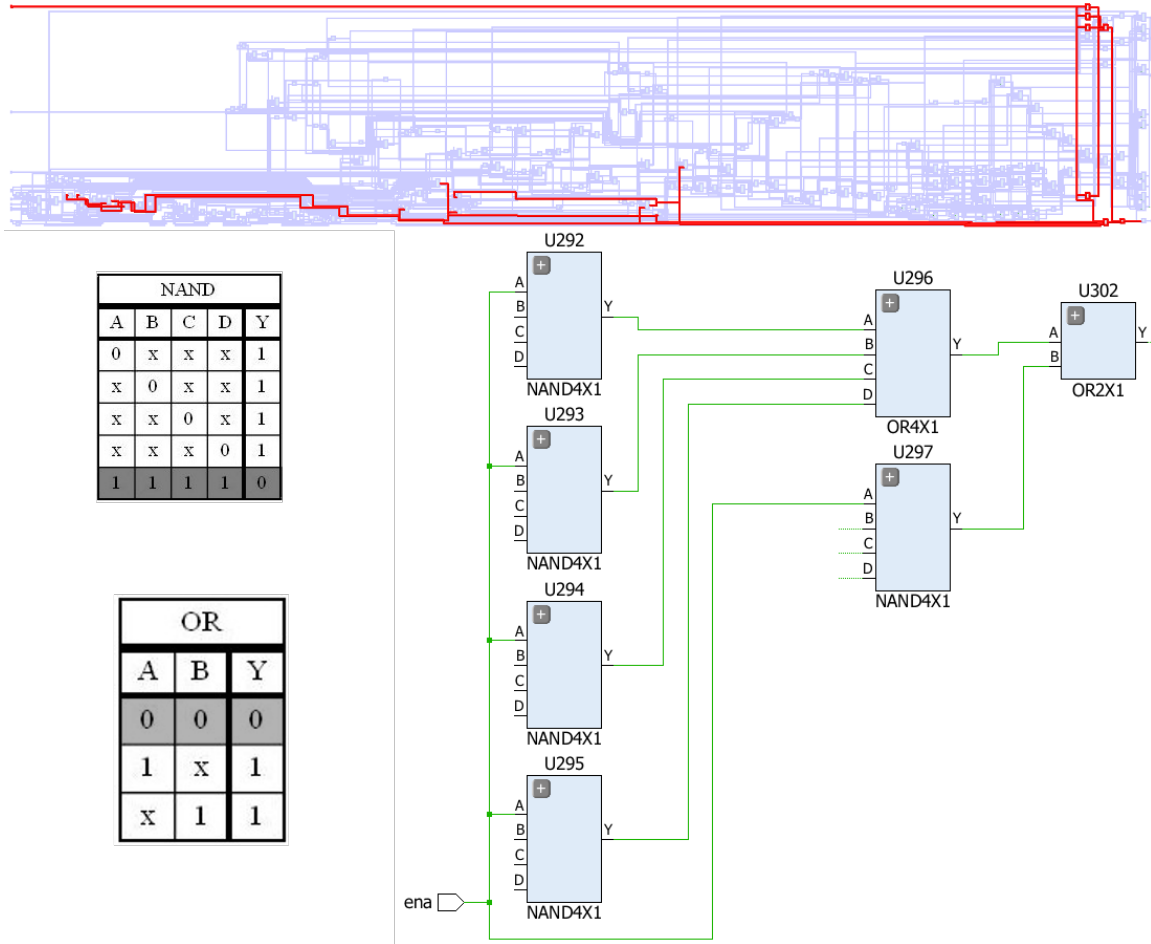 NAND
A B C D Y
0 x x x 1
x 0 x x 1
x x 0 x 1
x x x 0 1
1 1 1 1 0
OR
A B Y
0 0 0
1 x 1
x 1 1
U292
A
B
C
D
Y
NAND4X1
U293
A
B
C
D
Y
NAND4X1
U294
A
B
C
D
Y
NAND4X1
U295
A
B
C
D
Y
NAND4X1
ena
U296
A
B
C
D
Y
OR4X1
U297
A
B
C
D
Y
NAND4X1
U302
A
B
Y
OR2X1